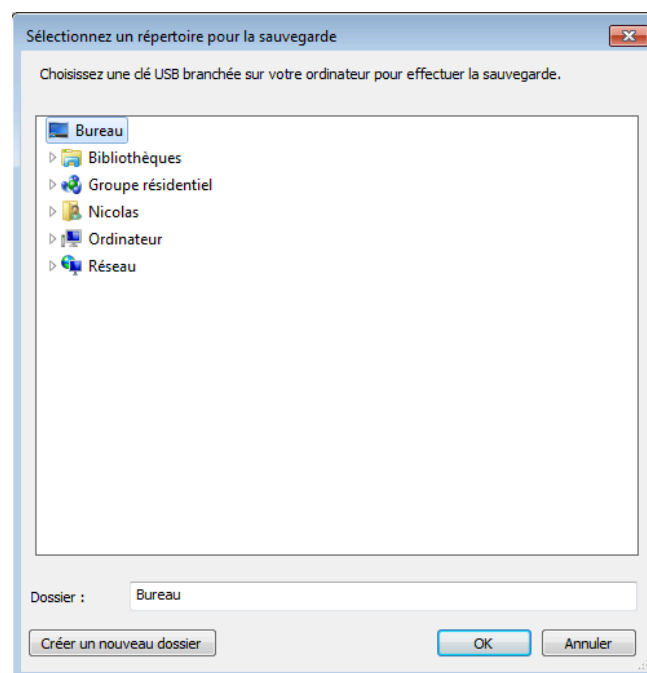 Sélectionnez un répertoire pour la sauvegarde
Choisissez une clé USB branchée sur votre ordinateur pour effectuer la sauvegarde.
Bureau
Bibliothèques
Groupe résidentiel
Nicolas
Ordinateur
Réseau
Dossier : Bureau
Créer un nouveau dossier OK Annuler